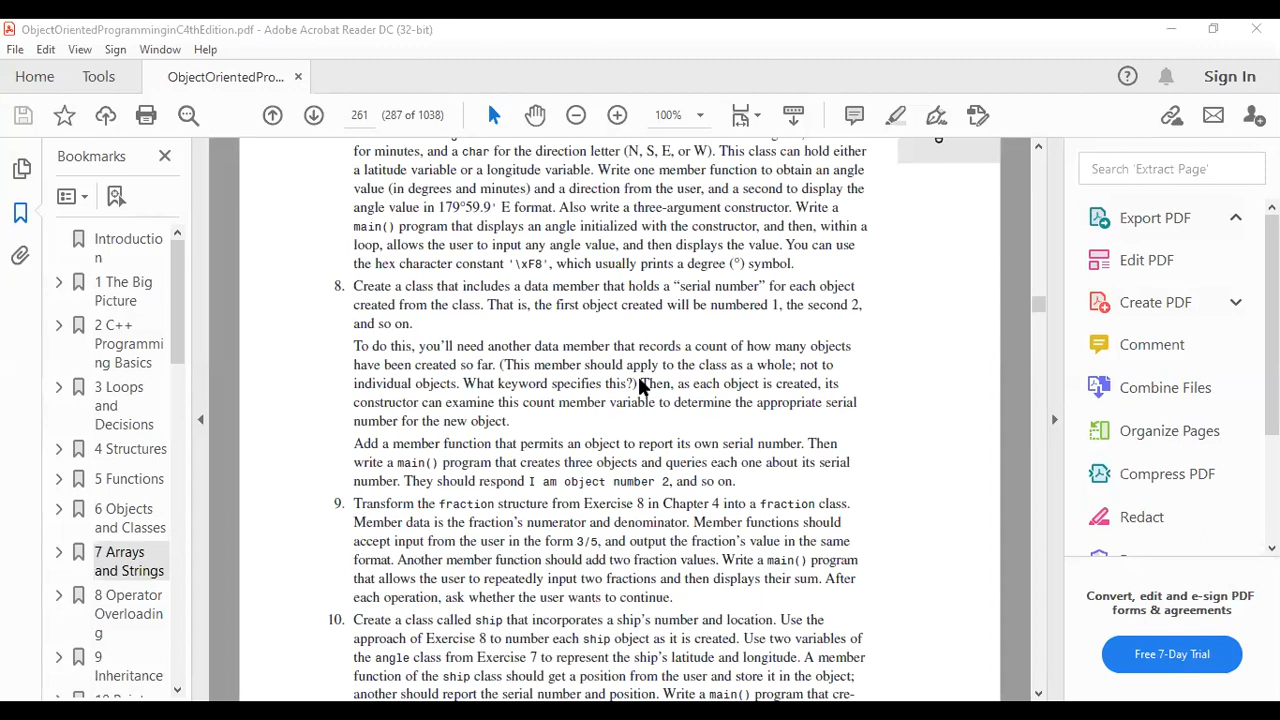 ObjectOrientedProgramminginC4thEdition.pdf - Adobe Acrobat Reader DC (32-bit)
File Edit View Sign Window Help
Home Tools ObjectOrientedPro... × Sign In
261 (287 of 1038) 100%
Bookmarks
Introductio
n
1 The Big
Picture
2 C++
Programmi
ng Basics
3 Loops
and
Decisions
4 Structures
5 Functions
6 Objects
and Classes
7 Arrays
and Strings
8 Operator
Overloadin
g
9
Inheritance
for minutes, and a char for the direction letter (N, S, E, or W). This class can hold either
a latitude variable or a longitude variable. Write one member function to obtain an angle
value (in degrees and minutes) and a direction from the user, and a second to display the
angle value in 179°59.9' E format. Also write a three-argument constructor. Write a
main() program that displays an angle initialized with the constructor, and then, within a
loop, allows the user to input any angle value, and then displays the value. You can use
the hex character constant '\xF8', which usually prints a degree (°) symbol.
8. Create a class that includes a data member that holds a “serial number” for each object
created from the class. That is, the first object created will be numbered 1, the second 2,
and so on.
To do this, you’ll need another data member that records a count of how many objects
have been created so far. (This member should apply to the class as a whole; not to
individual objects. What keyword specifies this?) Then, as each object is created, its
constructor can examine this count member variable to determine the appropriate serial
number for the new object.
Add a member function that permits an object to report its own serial number. Then
write a main() program that creates three objects and queries each one about its serial
number. They should respond I am object number 2, and so on.
9. Transform the fraction structure from Exercise 8 in Chapter 4 into a fraction class.
Member data is the fraction’s numerator and denominator. Member functions should
accept input from the user in the form 3/5, and output the fraction’s value in the same
format. Another member function should add two fraction values. Write a main() program
that allows the user to repeatedly input two fractions and then displays their sum. After
each operation, ask whether the user wants to continue.
10. Create a class called ship that incorporates a ship’s number and location. Use the
approach of Exercise 8 to number each ship object as it is created. Use two variables of
the angle class from Exercise 7 to represent the ship’s latitude and longitude. A member
function of the ship class should get a position from the user and store it in the object;
another should report the serial number and position. Write a main() program that cre-
Search 'Extract Page'
Export PDF
Edit PDF
Create PDF
Comment
Combine Files
Organize Pages
Compress PDF
Redact
Convert, edit and e-sign PDF
forms & agreements
Free 7-Day Trial